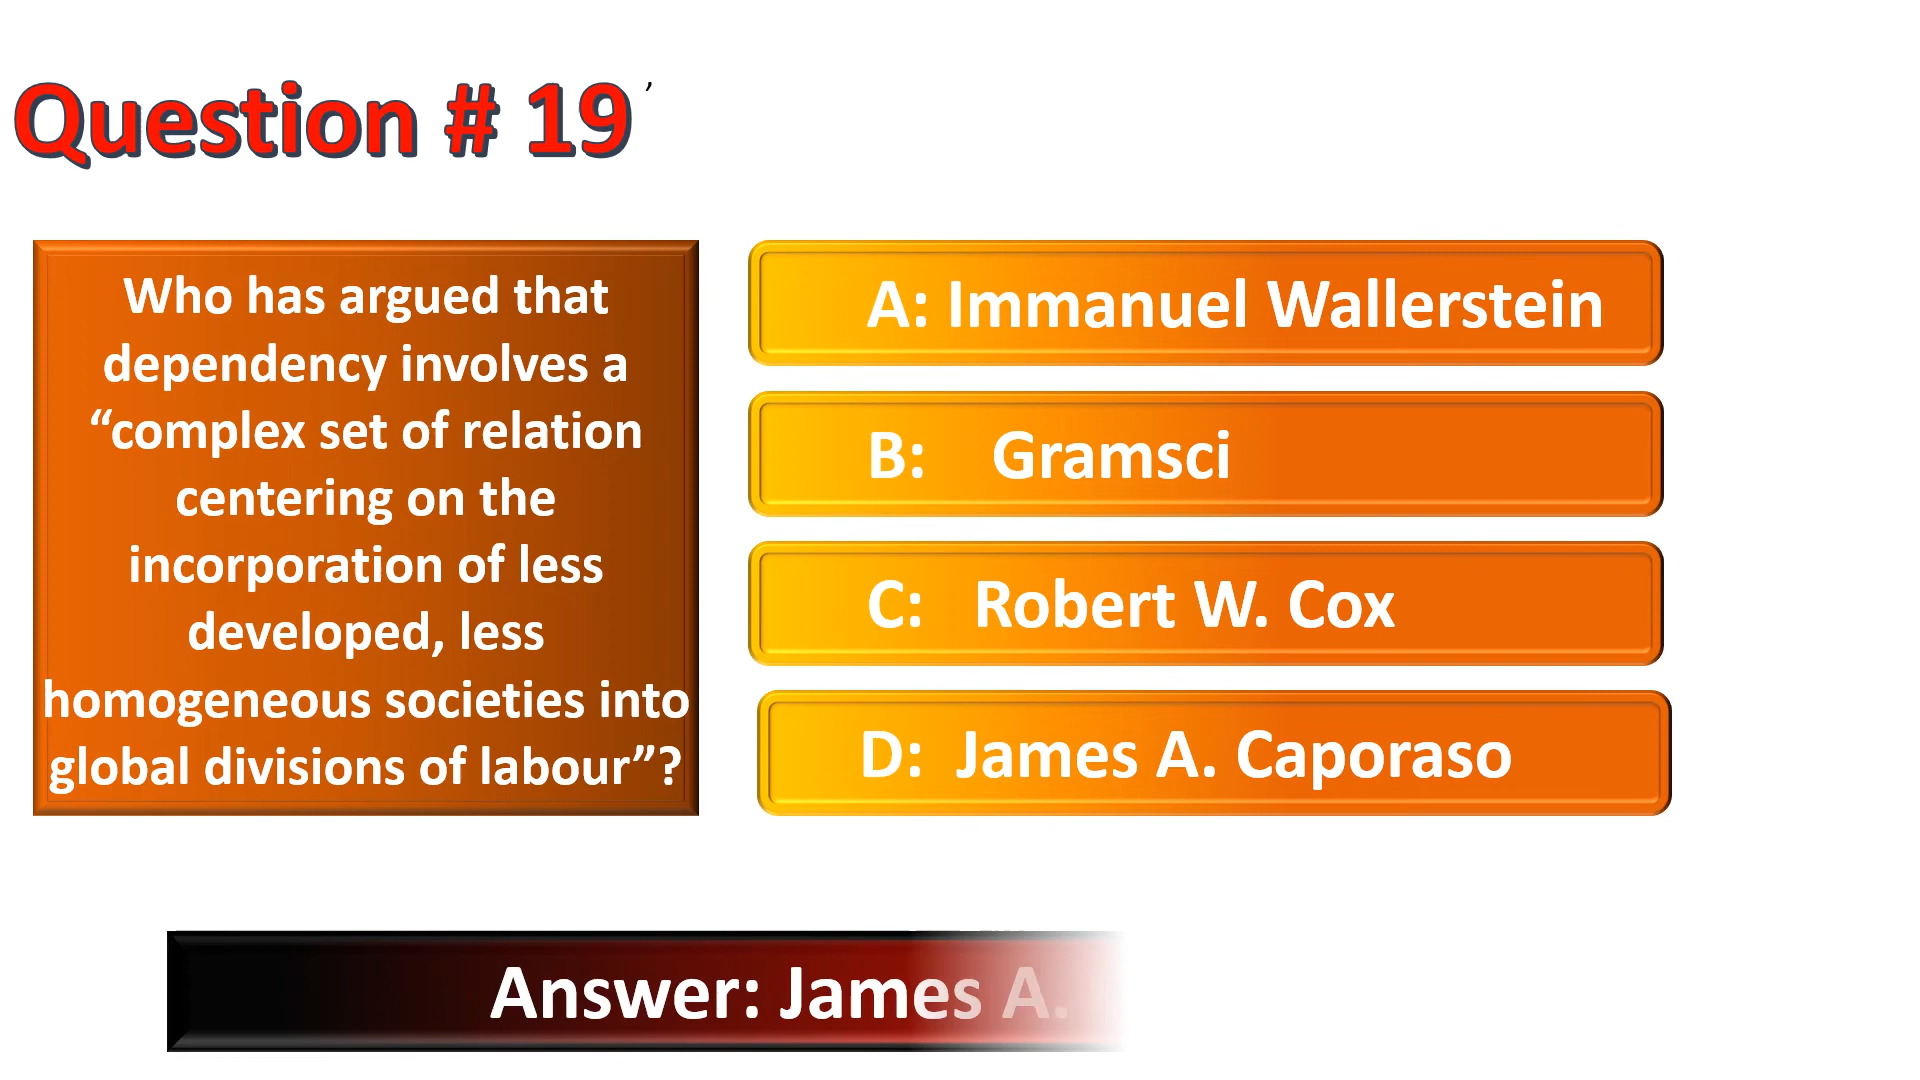 Question # 19 ’
Who has argued that
dependency involves a
“complex set of relation
centering on the
incorporation of less
developed, less
homogeneous societies into
global divisions of labour”?
A: Immanuel Wallerstein
B: Gramsci
C: Robert W. Cox
D: James A. Caporaso
Answer: James A.